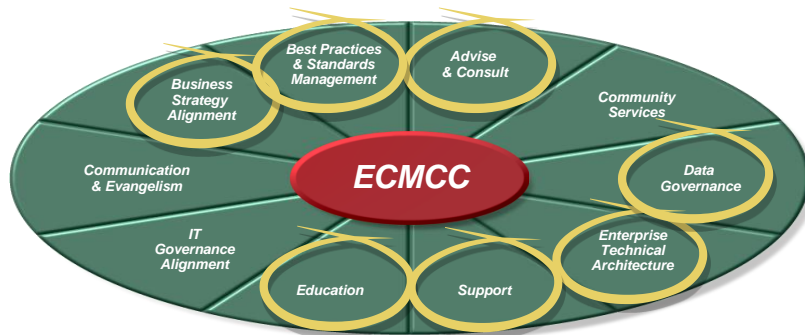 Best Practices
& Standards
Management
Advise
& Consult
Business
Strategy
Alignment
Community
Services
Communication
& Evangelism
ECMCC
Data
Governance
IT
Governance
Alignment
Enterprise
Technical
Architecture
Education
Support